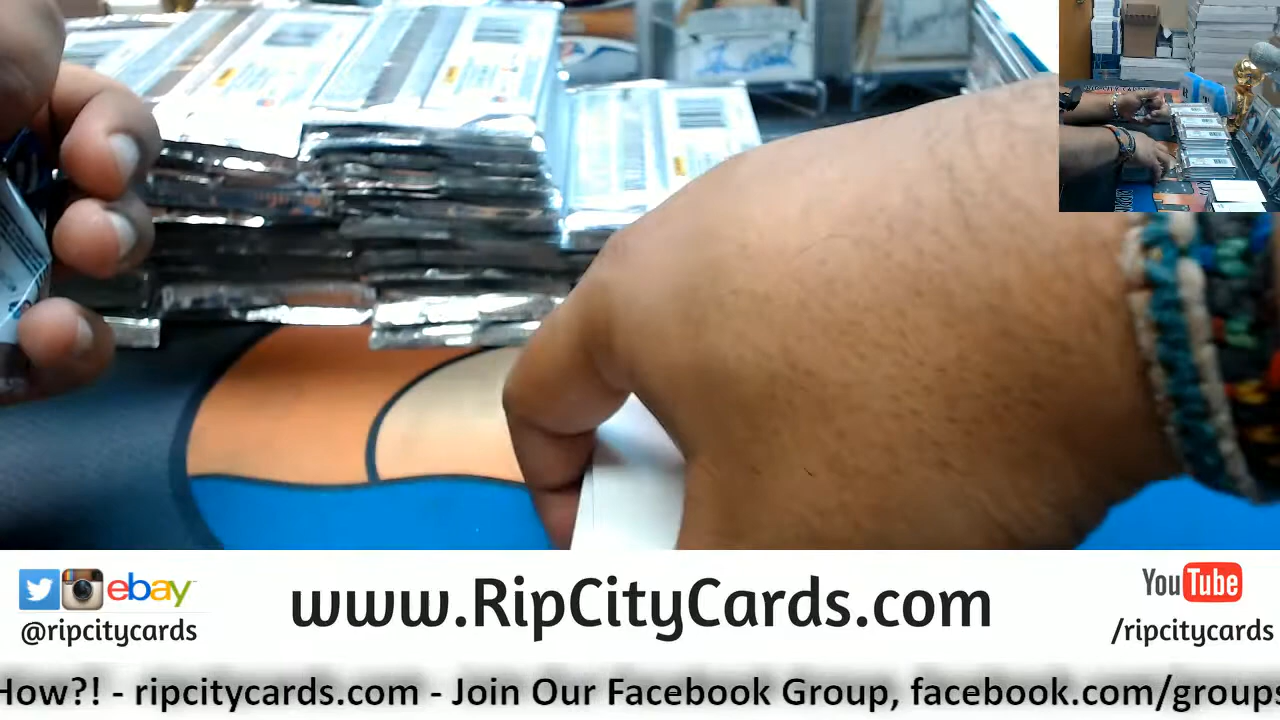 ebay
@ripcitycards
www.RipCityCards.com
YouTube
/ripcitycards
How?! - ripcitycards.com - Join Our Facebook Group, facebook.com/groups